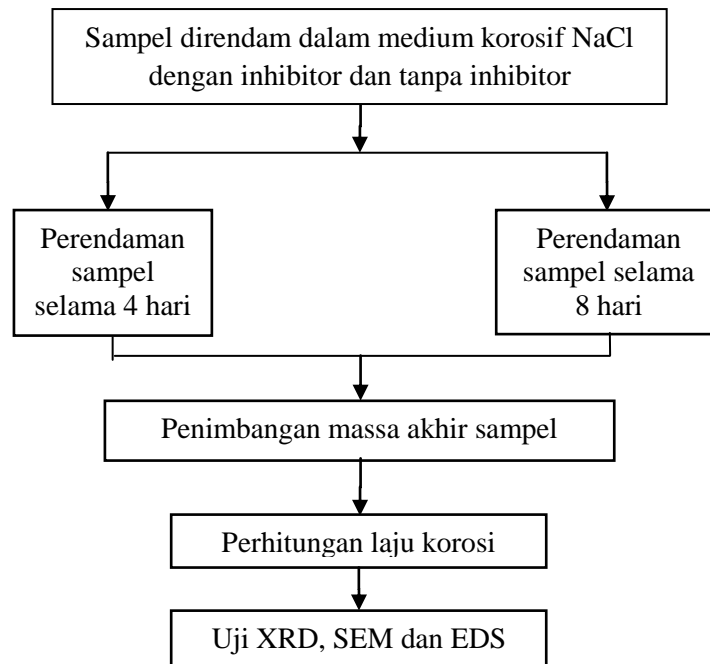 Sampel direndam dalam medium korosif NaCl
dengan inhibitor dan tanpa inhibitor
Perendaman
sampel
selama 4 hari
Perendaman
sampel selama
8 hari
Penimbangan massa akhir sampel
Perhitungan laju korosi
Uji XRD, SEM dan EDS